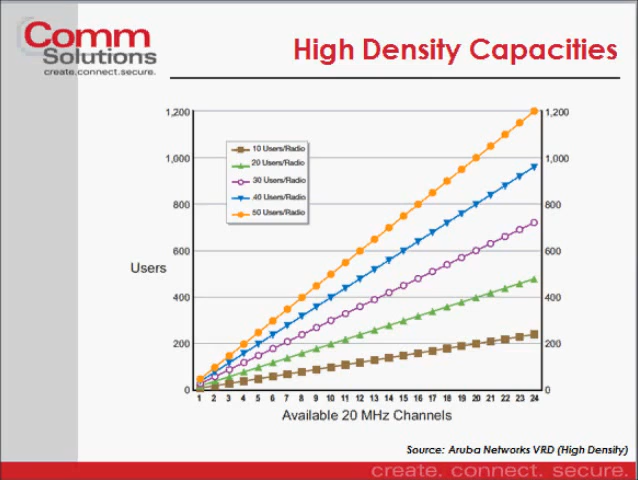 Comm
Solutions
create.connect.secure.
High Density Capacities
1,200
1,000
800
600
400
200
0
1,200
1,000
800
600
400
200
0
10 Users/Radio
20 Users/Radio
30 Users/Radio
40 Users/Radio
50 Users/Radio
Users
1 2 3 4 5 6 7 8 9 10 11 12 13 14 15 16 17 18 19 20 21 22 23 24
Available 20 MHz Channels
Source: Aruba Networks VRD (High Density)
create. connect. secure.